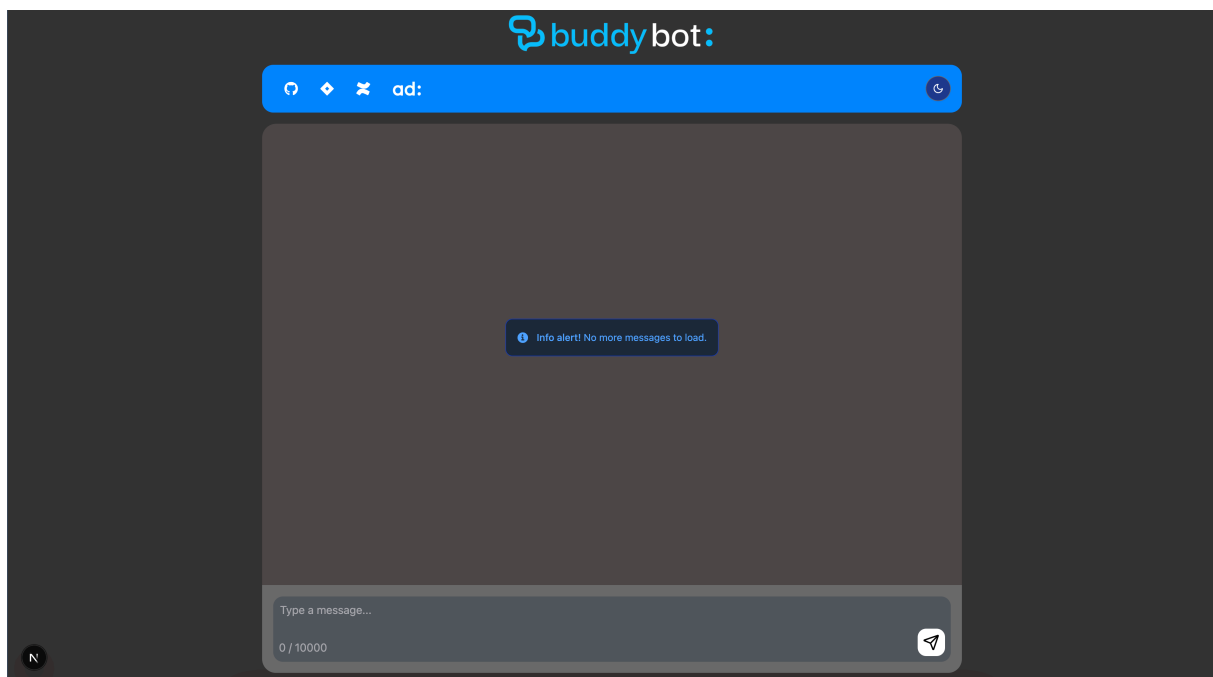 buddybot:
ad:
Info alert! No more messages to load.
Type a message...
0 / 10000
N